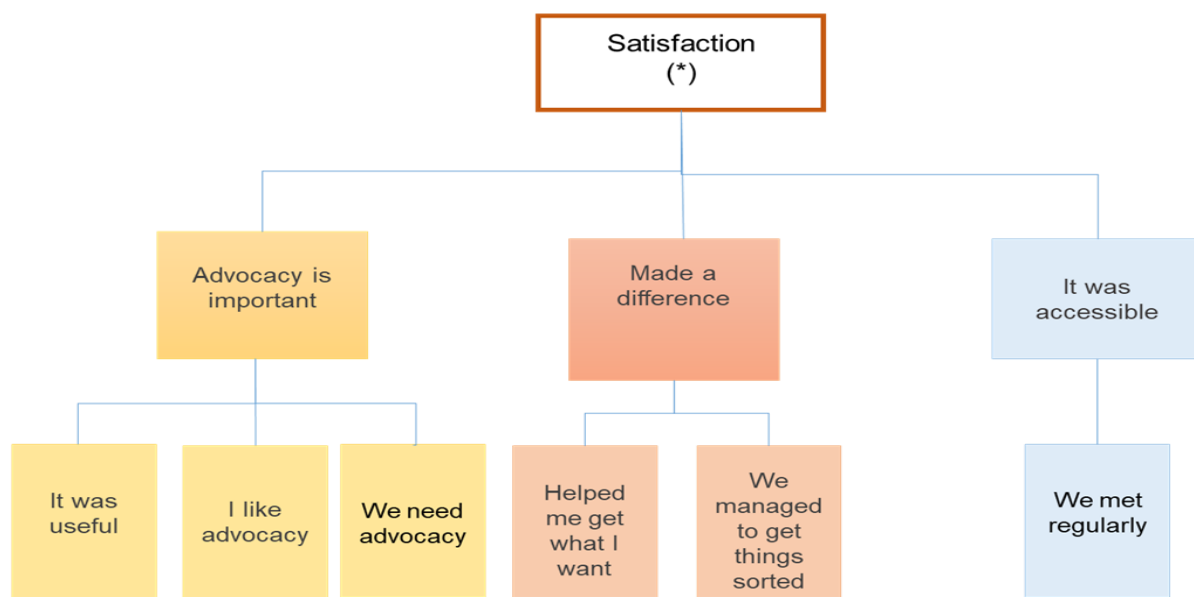 Satisfaction
(*)
Advocacy is
important
Made a
difference
It was
accessible
It was
useful
I like
advocacy
We need
advocacy
Helped
me get
what I
want
We
managed
to get
things
sorted
We met
regularly